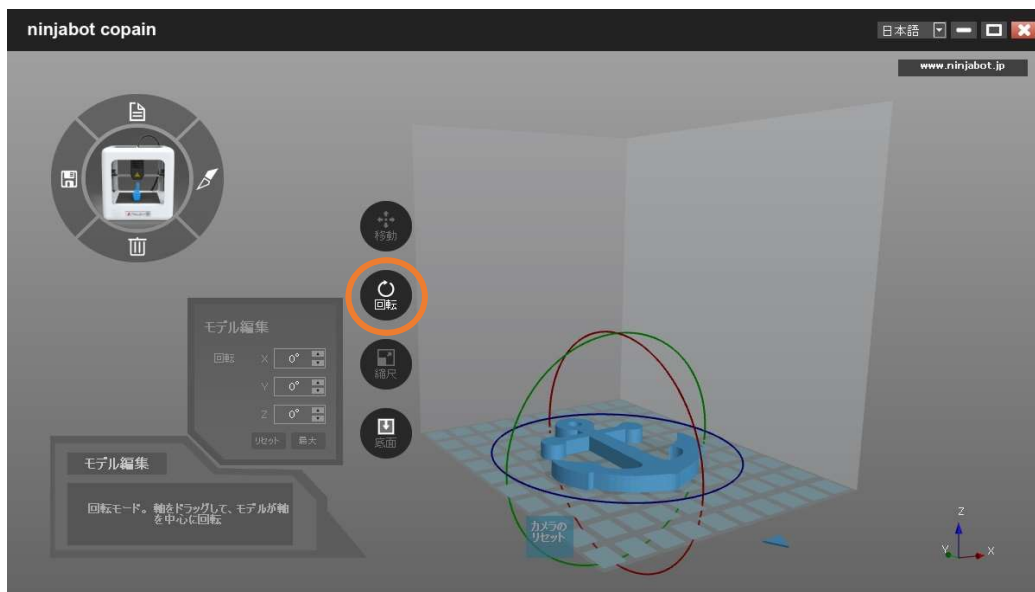 ninjabot copain
日本語
www.ninjabot.jp
移動
回転
縮尺
底面
モデル編集
回転 X 0°
Y 0°
Z 0°
リセット 最大
モデル編集
回転モード。軸をドラッグして、モデルが軸
を中心に回転
カメラの
リセット
Z
Y
X